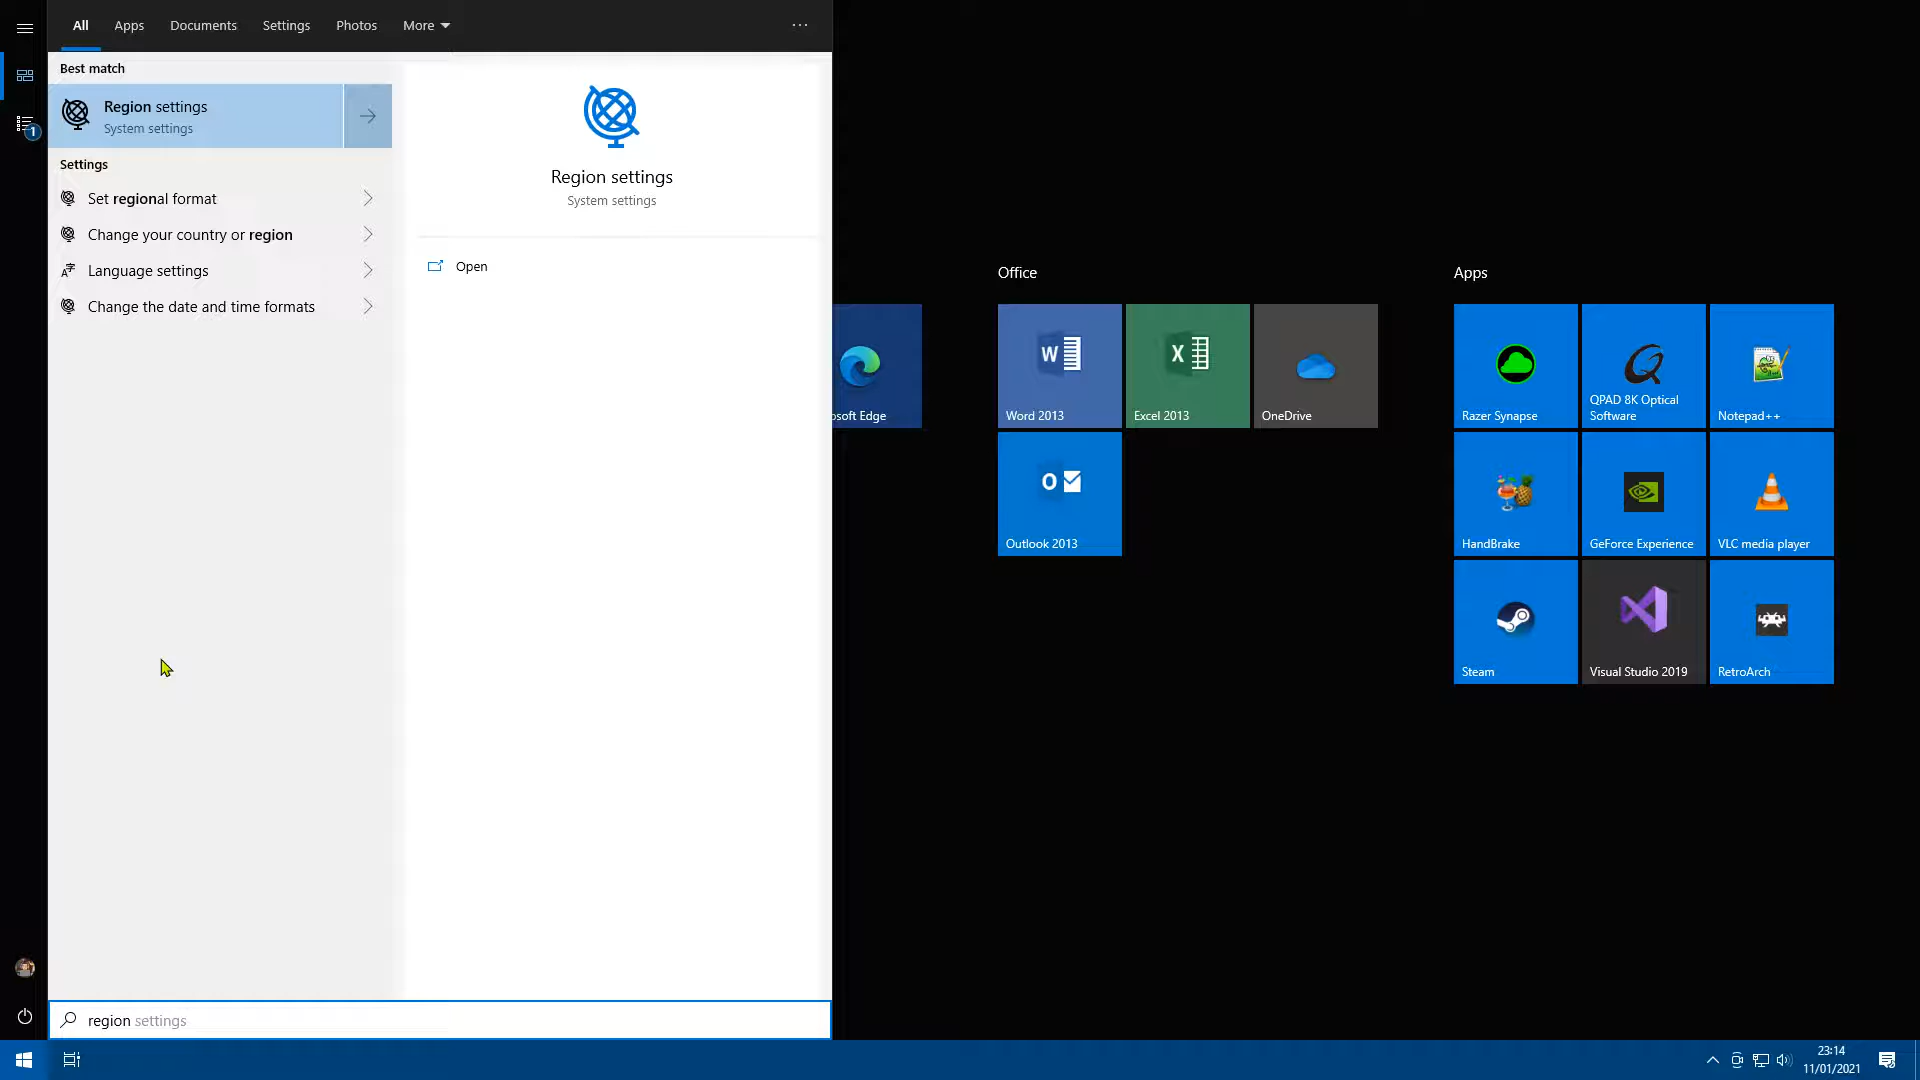 All
Apps
Documents
Settings
Photos
More
Best match
Region settings
System settings
Settings
Set regional format
Change your country or region
Language settings
Change the date and time formats
Region settings
System settings
Open
region settings
1
osoft Edge
Office
Word 2013
Excel 2013
OneDrive
Outlook 2013
Apps
Razer Synapse
QPAD 8K Optical
Software
Notepad++
HandBrake
GeForce Experience
VLC media player
Steam
Visual Studio 2019
RetroArch
23:14
11/01/2021